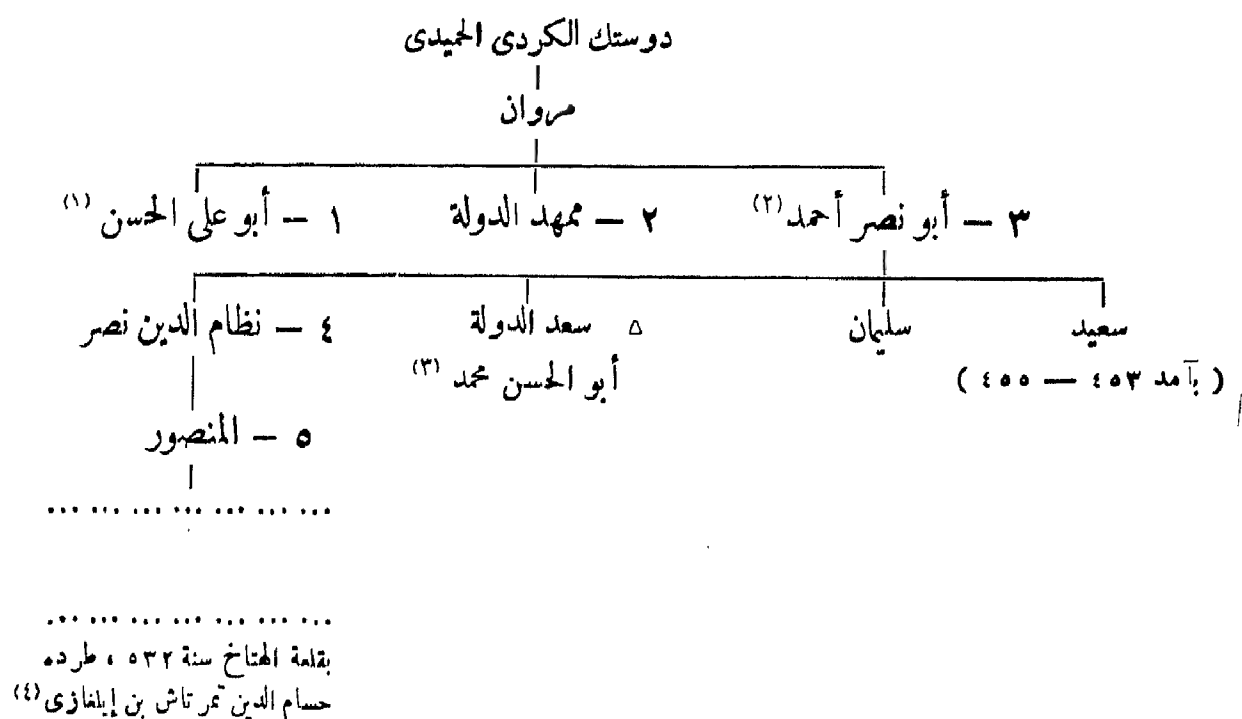 دوستك الكردى الحميدى
مروان
٣ — أبو نصر أحمد (٢) ٢ — ممهد الدولة ١ — أبو على الحسن (١)
سعيد سليمان △ سعد الدولة ٤ — نظام الدين نصر
( بآمد ٤٥٣ — ٤٥٥ ) أبو الحسن محمد (٣)
٥ — المنصور
... ... ... ... ... ... ...
... ... ... ... ... ... ...
بقلعة الهتاخ سنة ٥٣٢ ، طرده
حسام الدين تمرتاش بن إيلغازى (٤)